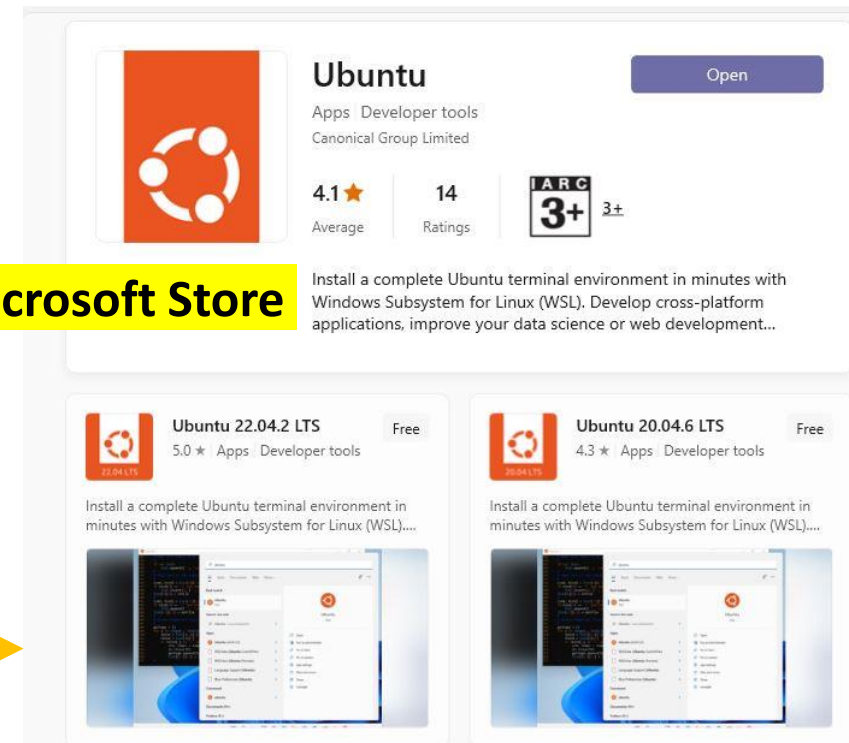 Ubuntu
Open
Apps Developer tools
Canonical Group Limited
4.1★
14
IARC
3+
3+
Average
Ratings
crosoft Store
Install a complete Ubuntu terminal environment in minutes with
Windows Subsystem for Linux (WSL). Develop cross-platform
applications, improve your data science or web development...
22.04 LTS
Ubuntu 22.04.2 LTS
Free
5.0 ★ Apps Developer tools
Install a complete Ubuntu terminal environment in
minutes with Windows Subsystem for Linux (WSL)....
20.04 LTS
Ubuntu 20.04.6 LTS
Free
4.3 ★ Apps Developer tools
Install a complete Ubuntu terminal environment in
minutes with Windows Subsystem for Linux (WSL)....